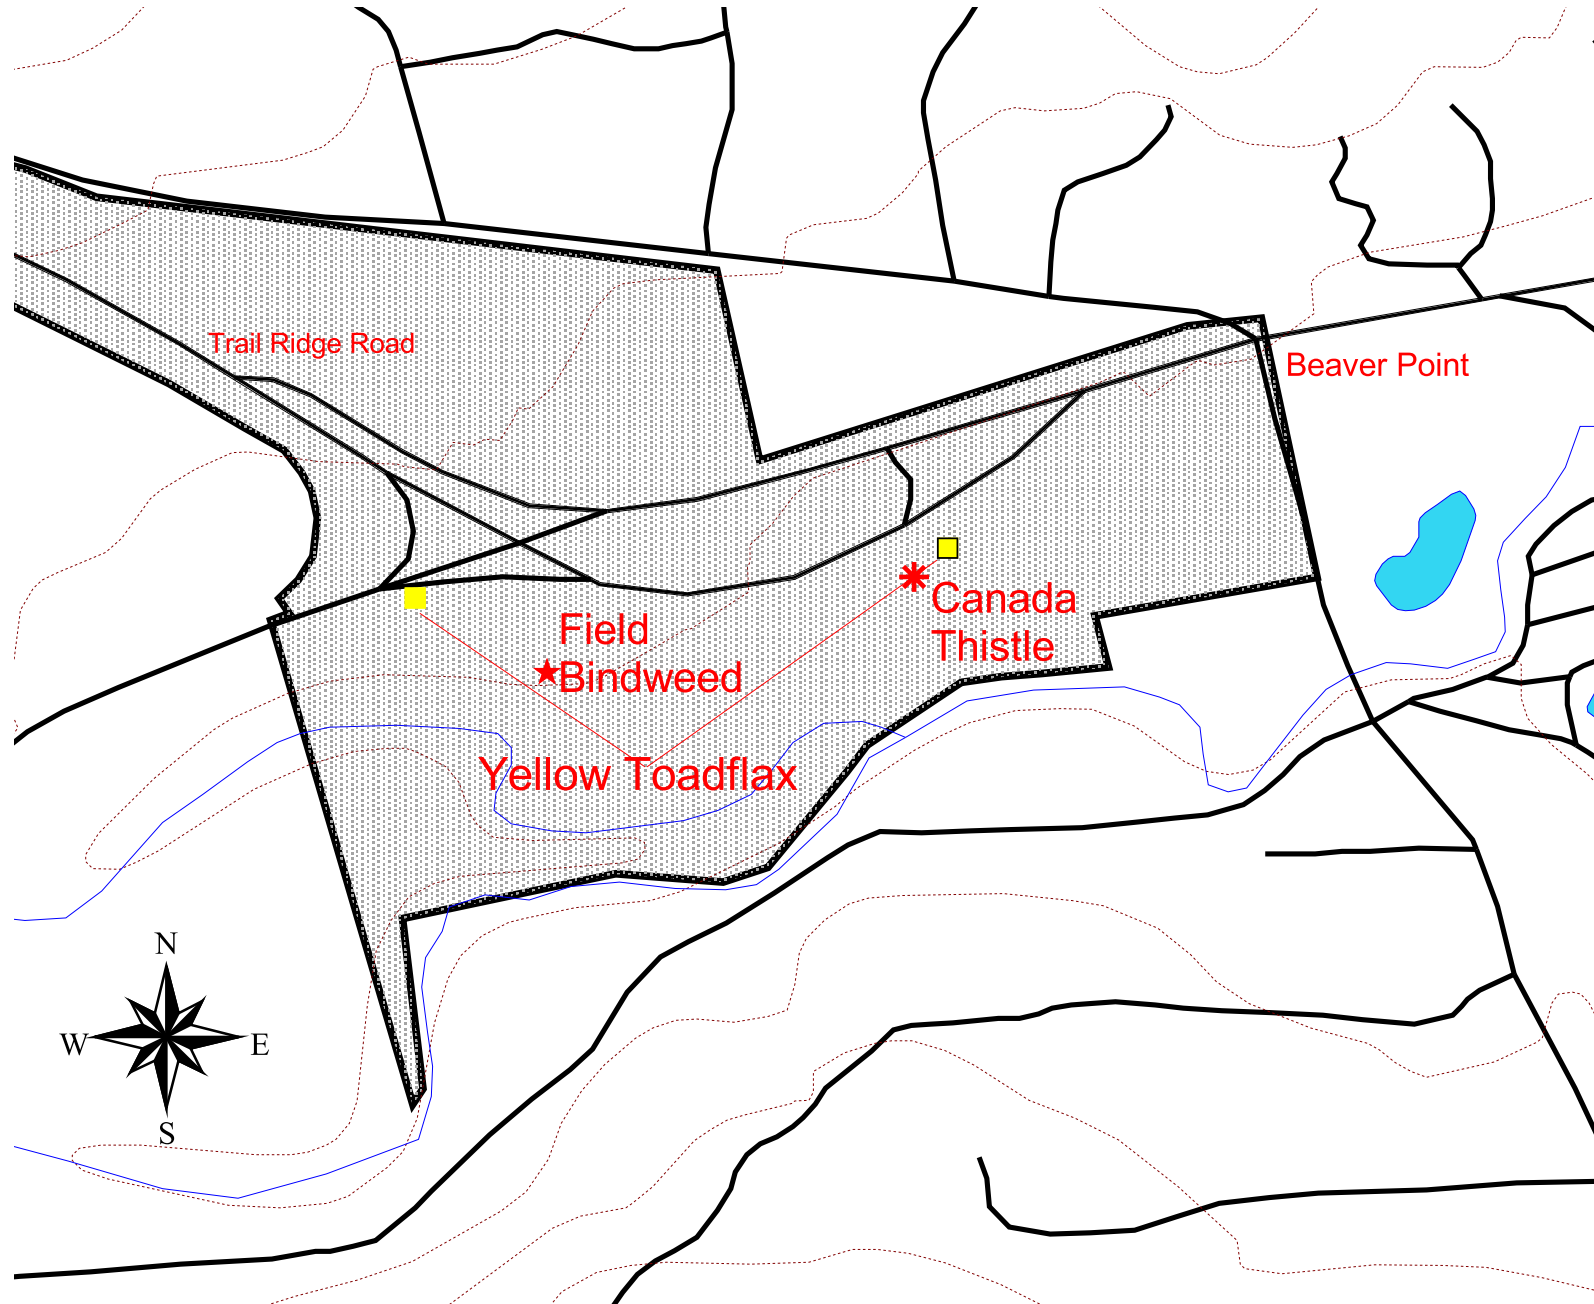 Trail Ridge Road
Beaver Point
Field
Bindweed
Canada
Thistle
Yellow Toadflax
N
W
E
S